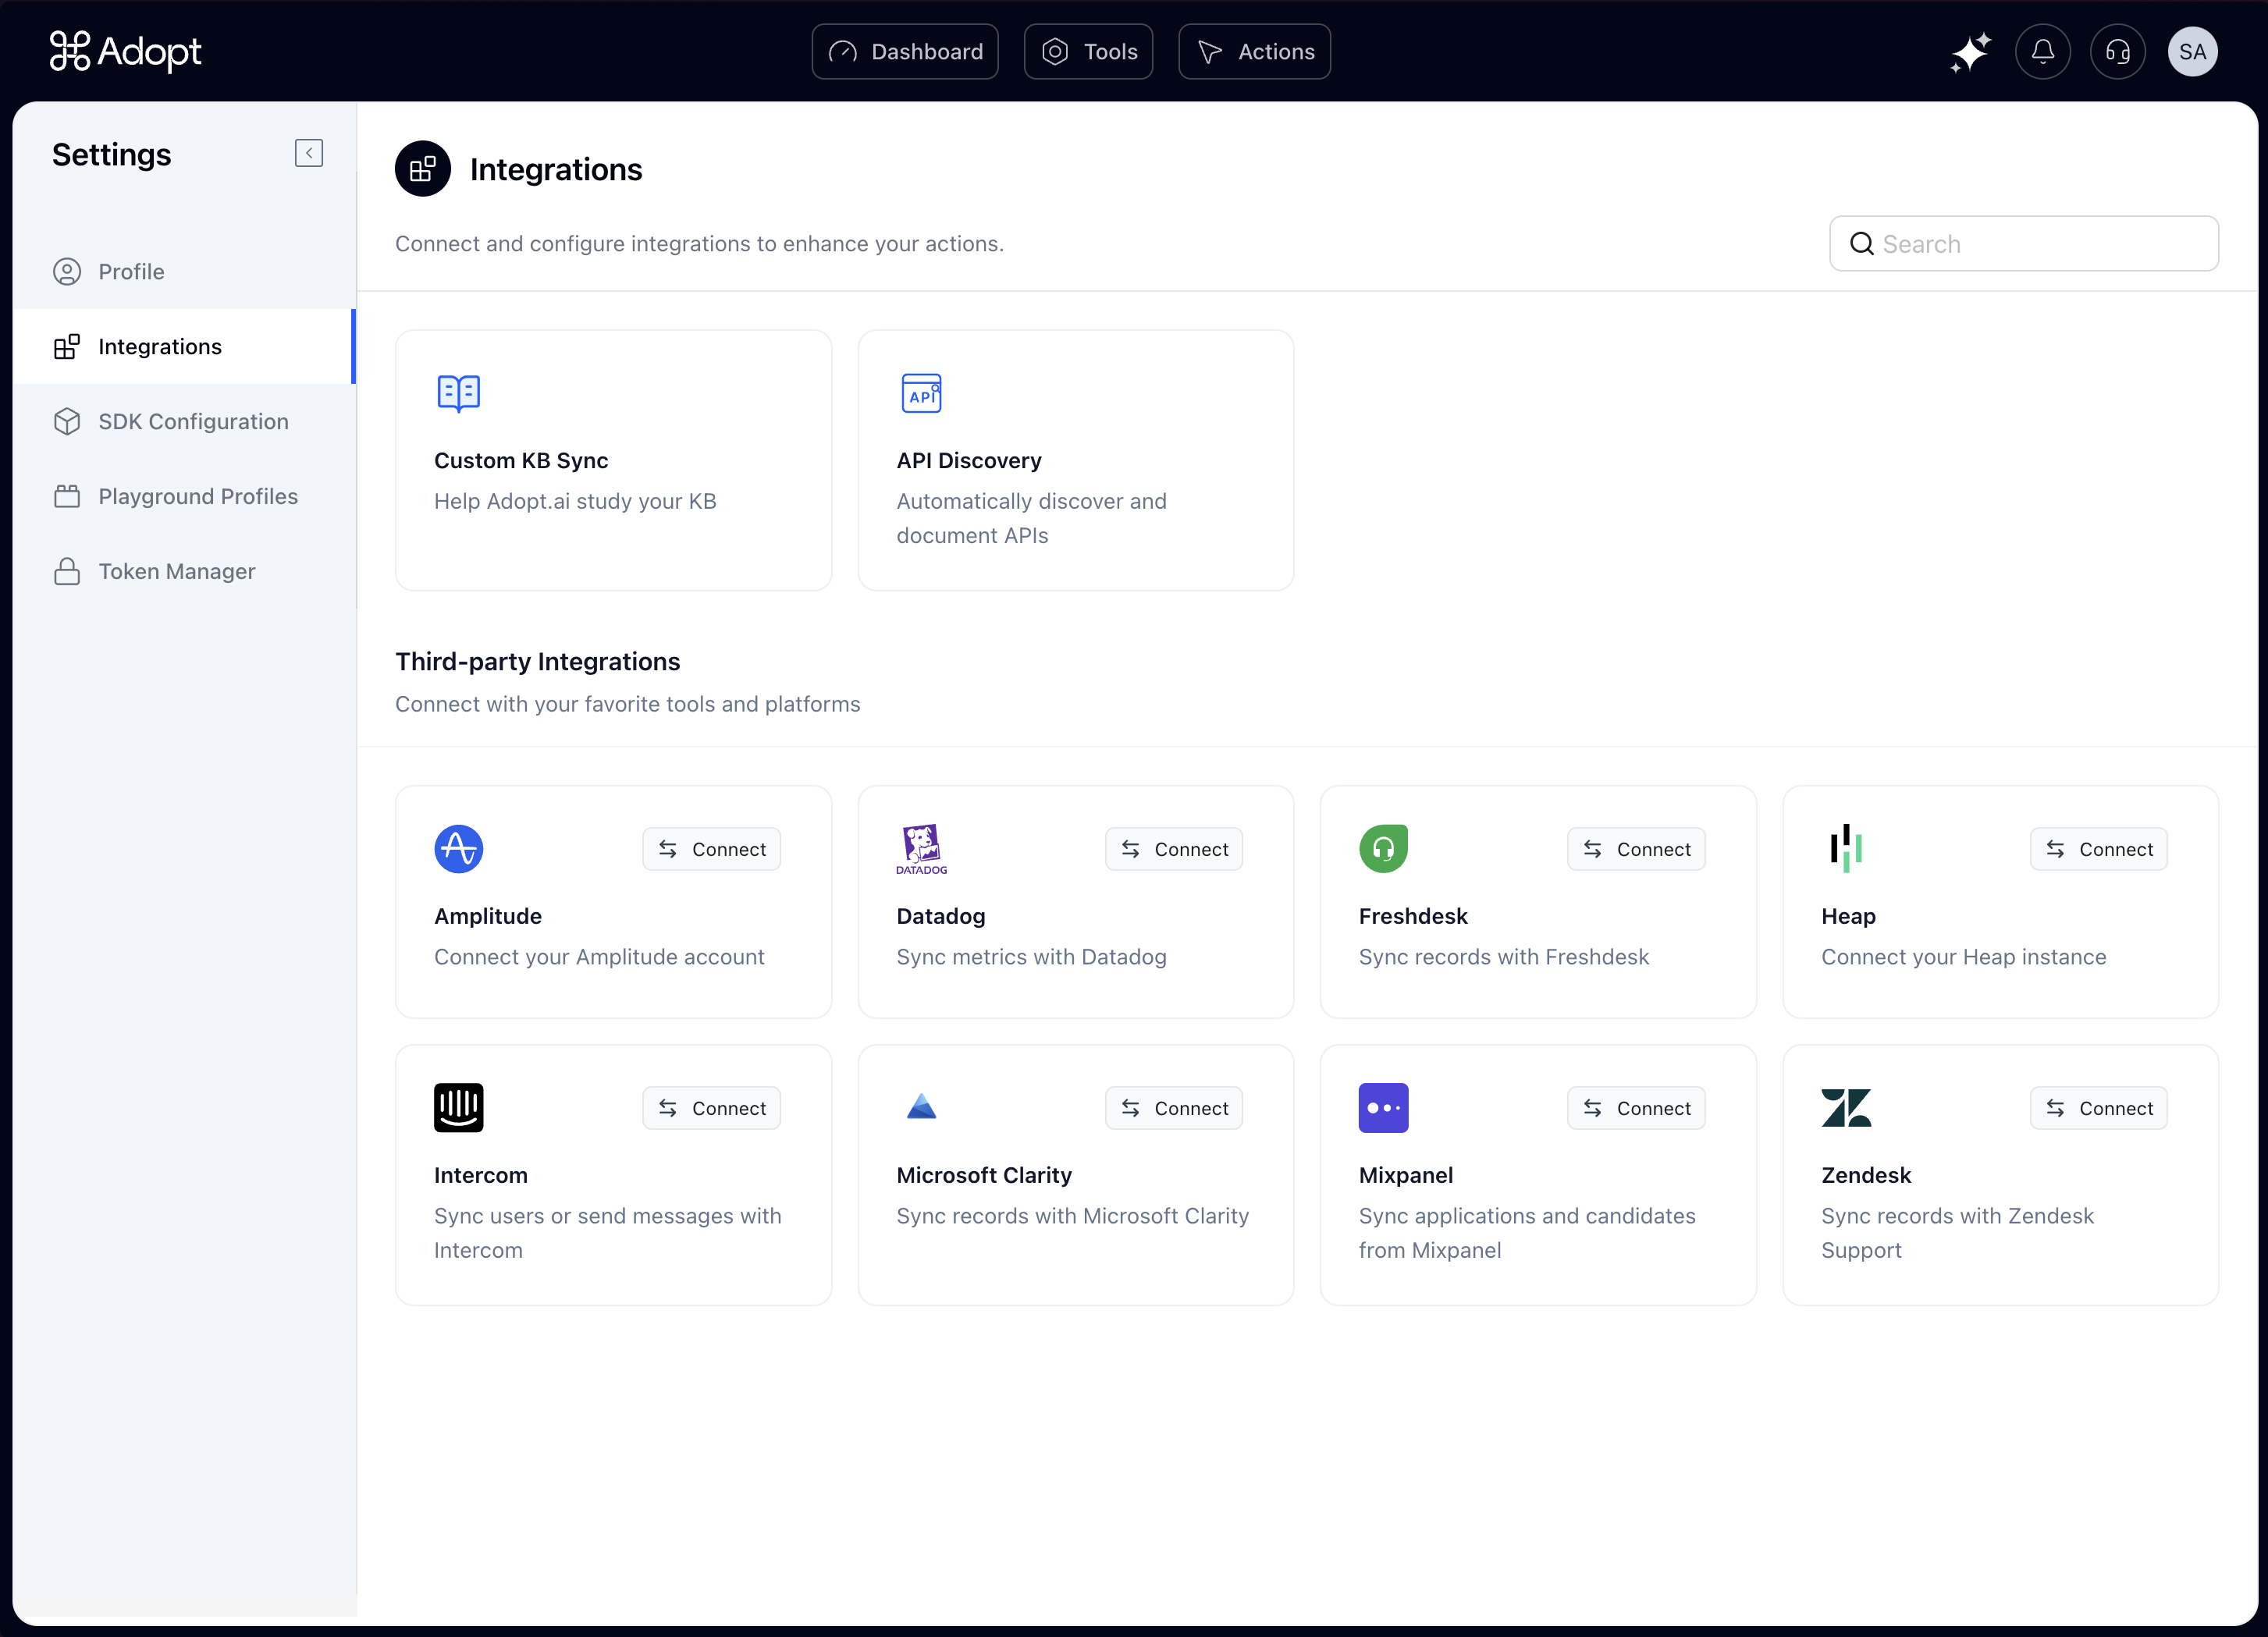 Adopt
Dashboard
Tools
Actions
SA
Settings
Profile
Integrations
SDK Configuration
Playground Profiles
Token Manager
Integrations
Connect and configure integrations to enhance your actions.
Search
Custom KB Sync
Help Adopt.ai study your KB
API
API Discovery
Automatically discover and
document APIs
Third-party Integrations
Connect with your favorite tools and platforms
Connect
Amplitude
Connect your Amplitude account
DATADOG
Connect
Datadog
Sync metrics with Datadog
Connect
Freshdesk
Sync records with Freshdesk
Connect
Heap
Connect your Heap instance
Connect
Intercom
Sync users or send messages with
Intercom
Connect
Microsoft Clarity
Sync records with Microsoft Clarity
Connect
Mixpanel
Sync applications and candidates
from Mixpanel
Connect
Zendesk
Sync records with Zendesk
Support